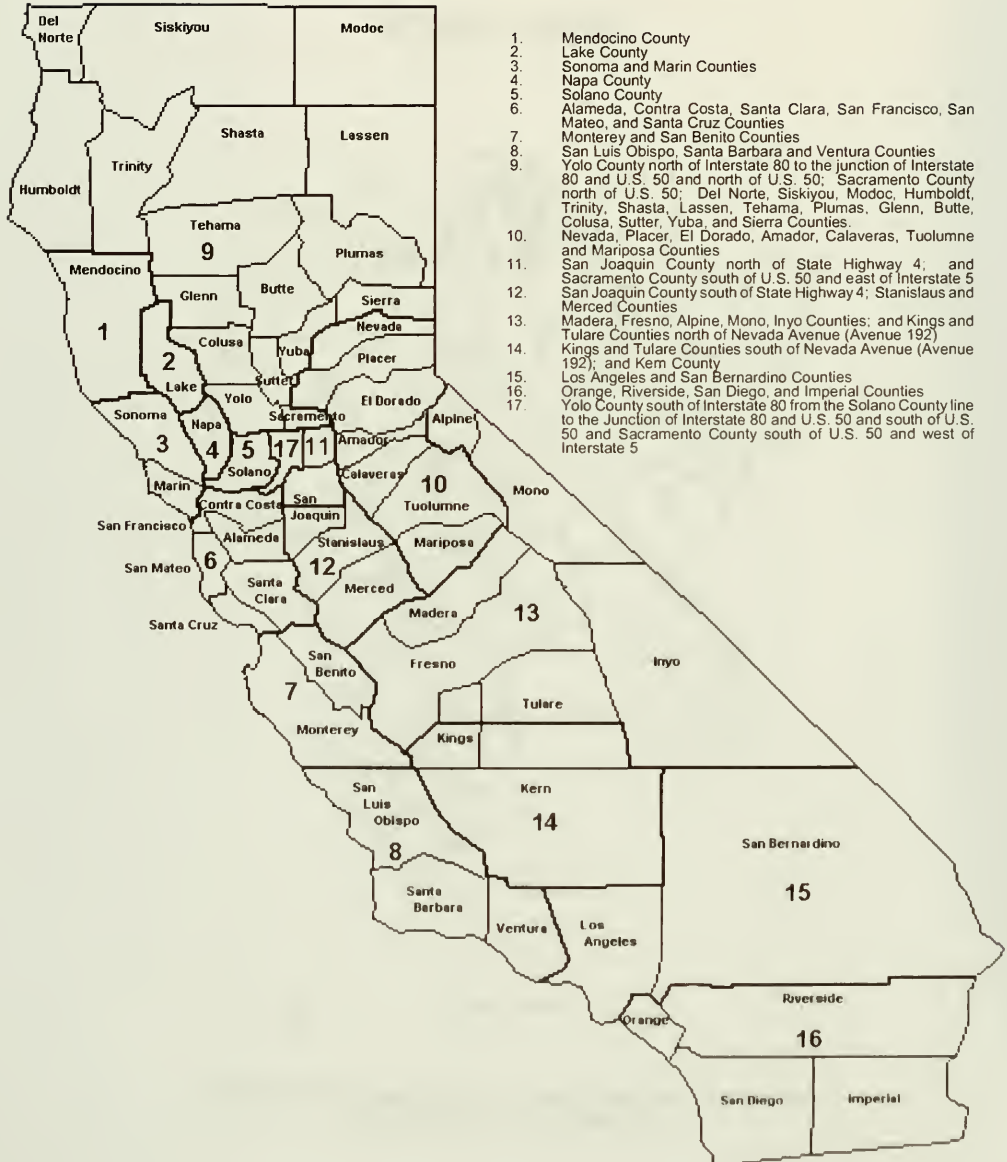 Del
Norte
Siskiyou
Modoc
1. Mendocino County
2. Lake County
3. Sonoma and Marin Counties
4. Napa County
5. Solano County
6. Alameda, Contra Costa, Santa Clara, San Francisco, San
Mateo, and Santa Cruz Counties
7. Monterey and San Benito Counties
8. San Luis Obispo, Santa Barbara and Ventura Counties
9. Yolo County north of Interstate 80 to the junction of Interstate
80 and U.S. 50 and north of U.S. 50; Sacramento County
north of U.S. 50; Del Norte, Siskiyou, Modoc, Humboldt,
Trinity, Shasta, Lassen, Tehama, Plumas, Glenn, Butte,
Colusa, Sutter, Yuba, and Sierra Counties.
10. Nevada, Placer, El Dorado, Amador, Calaveras, Tuolumne
and Mariposa Counties
11. San Joaquin County north of State Highway 4; and
Sacramento County south of U.S. 50 and east of Interstate 5
12. San Joaquin County south of State Highway 4; Stanislaus and
Merced Counties
13. Madera, Fresno, Alpine, Mono, Inyo Counties; and Kings and
Tulare Counties north of Nevada Avenue (Avenue 192)
14. Kings and Tulare Counties south of Nevada Avenue (Avenue
192); and Kern County
15. Los Angeles and San Bernardino Counties
16. Orange, Riverside, San Diego, and Imperial Counties
17. Yolo County south of Interstate 80 from the Solano County line
to the Junction of Interstate 80 and U.S. 50 and south of U.S.
50 and Sacramento County south of U.S. 50 and west of
Interstate 5
Shasta
Lassen
Trinity
Humboldt
Tehama
9
Plumas
Mendocino
Glenn
Butte
Sierra
Nevada
1
Colusa
Yuba
2
Placer
Lake
Sutter
Yolo
El Dorado
Sonoma
Sacramento
Alpine
Napa
3
4
5
17
11
Amador
Solano
Calaveras
10
Marin
Mono
Contra Costa
San
Joaquin
Tuolumne
San Francisco
Alameda
Stanislaus
Mariposa
6
12
San Mateo
Santa
Clara
Merced
Madera
13
Santa Cruz
San
Benito
Fresno
Inyo
7
Tulare
Monterey
Kings
San
Luis
Obispo
Kern
14
8
San Bernardino
15
Santa
Barbara
Ventura
Los
Angeles
Riverside
Orange
16
San Diego
Imperial